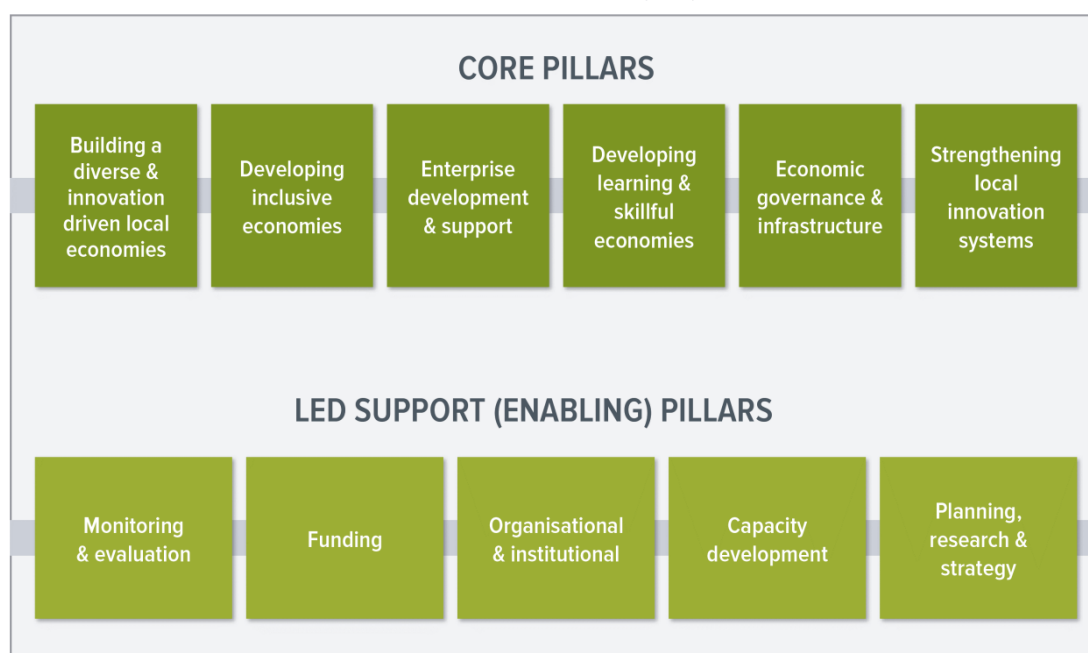 CORE PILLARS
Building a
diverse &
innovation
driven local
economies
Developing
inclusive
economies
Enterprise
development
& support
Developing
learning &
skillful
economies
Economic
governance &
infrastructure
Strengthening
local
innovation
systems
LED SUPPORT (ENABLING) PILLARS
Monitoring
& evaluation
Funding
Organisational
& institutional
Capacity
development
Planning,
research &
strategy